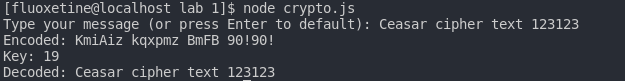 [fluoxetine@localhost lab 1]$ node crypto.js
Type your message (or press Enter to default): Ceasar cipher text 123123
Encoded: KmiAiz kqxpmz BmFB 90!90!
Key: 19
Decoded: Ceasar cipher text 123123